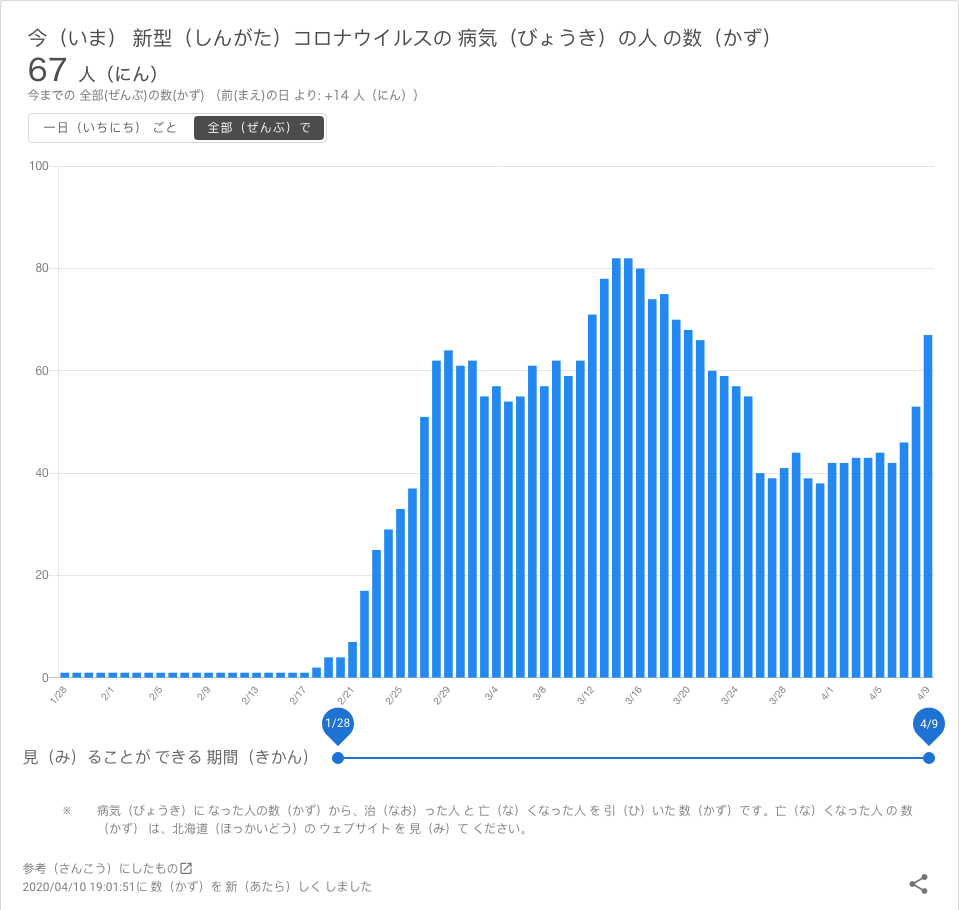 今（いま） 新型（しんがた）コロナウイルスの 病気（びょうき）の人 の数（かず）
67 人（にん）
今までの 全部(ぜんぶ)の数(かず) （前(まえ)の日 より: +14 人（にん））
一日（いちにち） ごと 全部（ぜんぶ）で
100
80
60
40
20
0
1/28 2/1 2/5 2/9 2/13 2/17 2/21 2/25 2/29 3/4 3/8 3/12 3/16 3/20 3/24 3/28 4/1 4/5 4/9
1/28 4/9
見（み）ることが できる 期間（きかん）
※ 病気（びょうき）に なった人の数（かず）から、治（なお）った人 と 亡（な）くなった人 を 引（ひ）いた 数（かず）です。亡（な）くなった人 の 数
（かず） は、北海道（ほっかいどう）の ウェブサイト を 見（み）て ください。
参考（さんこう）にしたもの
2020/04/10 19:01:51に 数（かず）を 新（あたら）しく しました